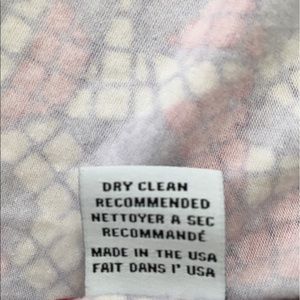 DRY CLEAN
RECOMMENDED
NETTOYER A SEC
RECOMMANDÉ
MADE IN THE USA
FAIT DANS l' USA